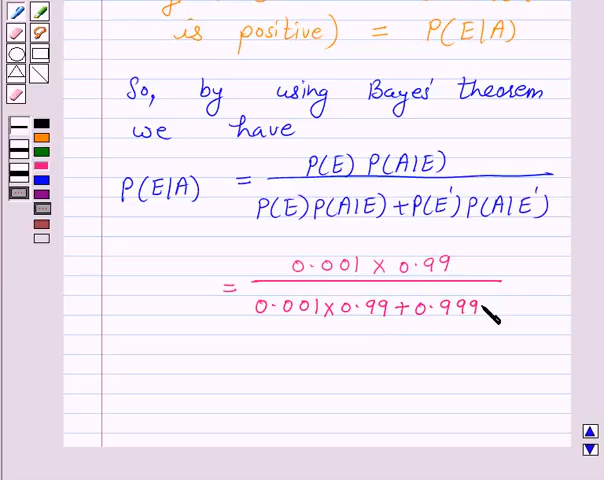 is positive) = P(E|A)
So, by using Bayes' theorem
we have
P(E|A) = P(E) P(A|E) / P(E)P(A|E)+P(E')P(A|E')
= 0.001 × 0.99 / 0.001×0.99+0.999